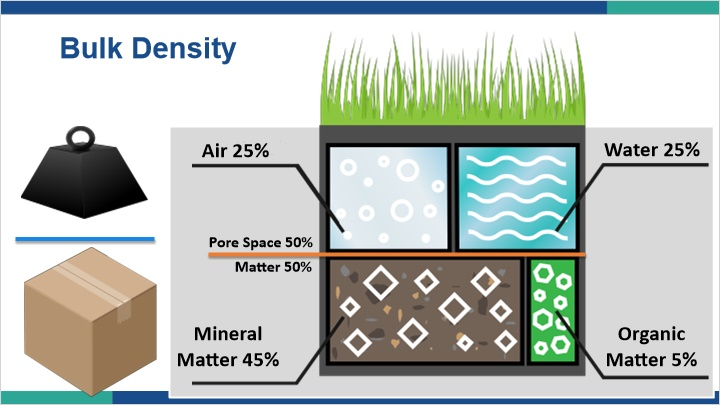 Bulk Density
Air 25%
Water 25%
Pore Space 50%
Matter 50%
Mineral
Matter 45%
Organic
Matter 5%